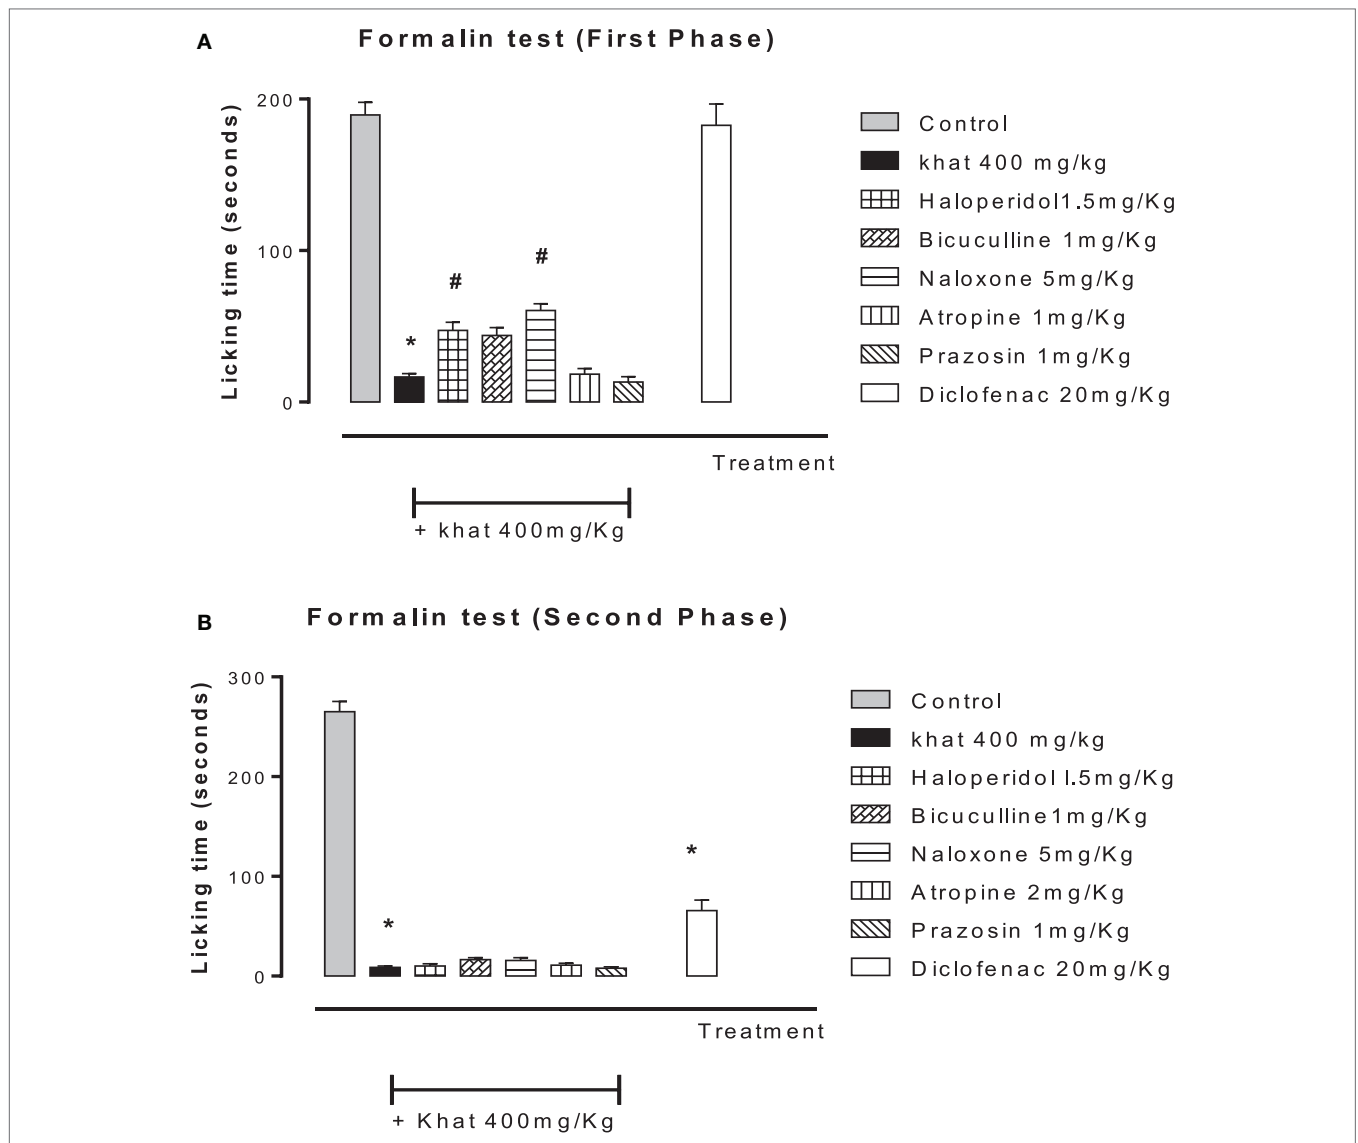 A
Formalin test (First Phase)
Licking time (seconds)
200
100
0
*
#
#
Control
khat 400 mg/kg
Haloperidol1.5mg/Kg
Bicuculline 1mg/Kg
Naloxone 5mg/Kg
Atropine 1mg/Kg
Prazosin 1mg/Kg
Diclofenac 20mg/Kg
Treatment
+ khat 400mg/Kg
B
Formalin test (Second Phase)
Licking time (seconds)
300
200
100
0
*
*
Control
khat 400 mg/kg
Haloperidol I.5mg/Kg
Bicuculline1mg/Kg
Naloxone 5mg/Kg
Atropine 2mg/Kg
Prazosin 1mg/Kg
Diclofenac 20mg/Kg
Treatment
+ Khat 400mg/Kg